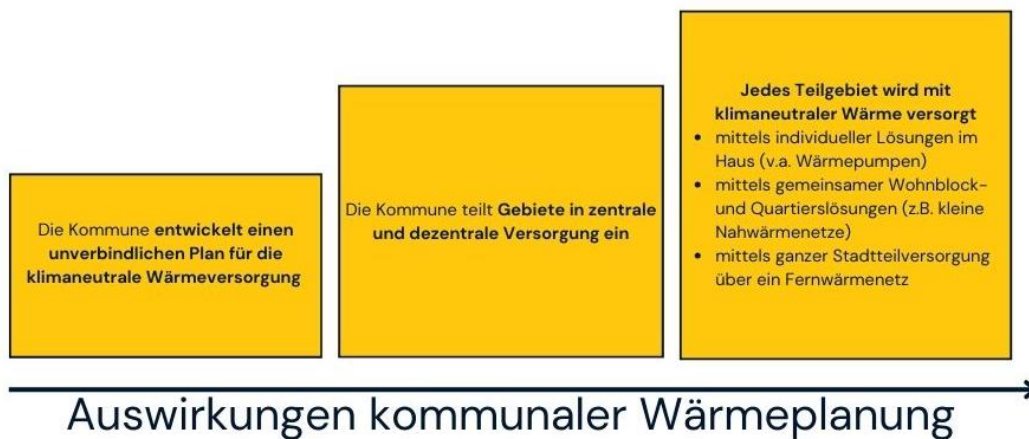 Die Kommune entwickelt einen
unverbindlichen Plan für die
klimaneutrale Wärmeversorgung
Die Kommune teilt Gebiete in zentrale
und dezentrale Versorgung ein
Jedes Teilgebiet wird mit
klimaneutraler Wärme versorgt
• mittels individueller Lösungen im
Haus (v.a. Wärmepumpen)
• mittels gemeinsamer Wohnblock-
und Quartierslösungen (z.B. kleine
Nahwärmenetze)
• mittels ganzer Stadtteilversorgung
über ein Fernwärmenetz
Auswirkungen kommunaler Wärmeplanung